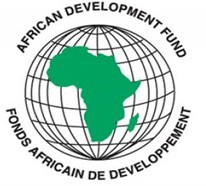 AFRICAN DEVELOPMENT FUND
FONDS AFRICAIN DE DEVELOPPEMENT